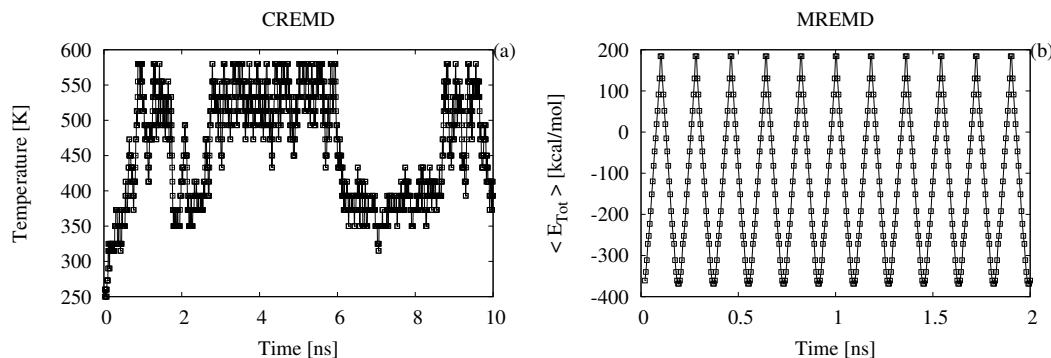 CREMD
(a)
Temperature [K]
600
550
500
450
400
350
300
250
0 2 4 6 8 10
Time [ns]
MREMD
(b)
< E_Tot > [kcal/mol]
200
100
0
-100
-200
-300
-400
0 0.5 1 1.5 2
Time [ns]